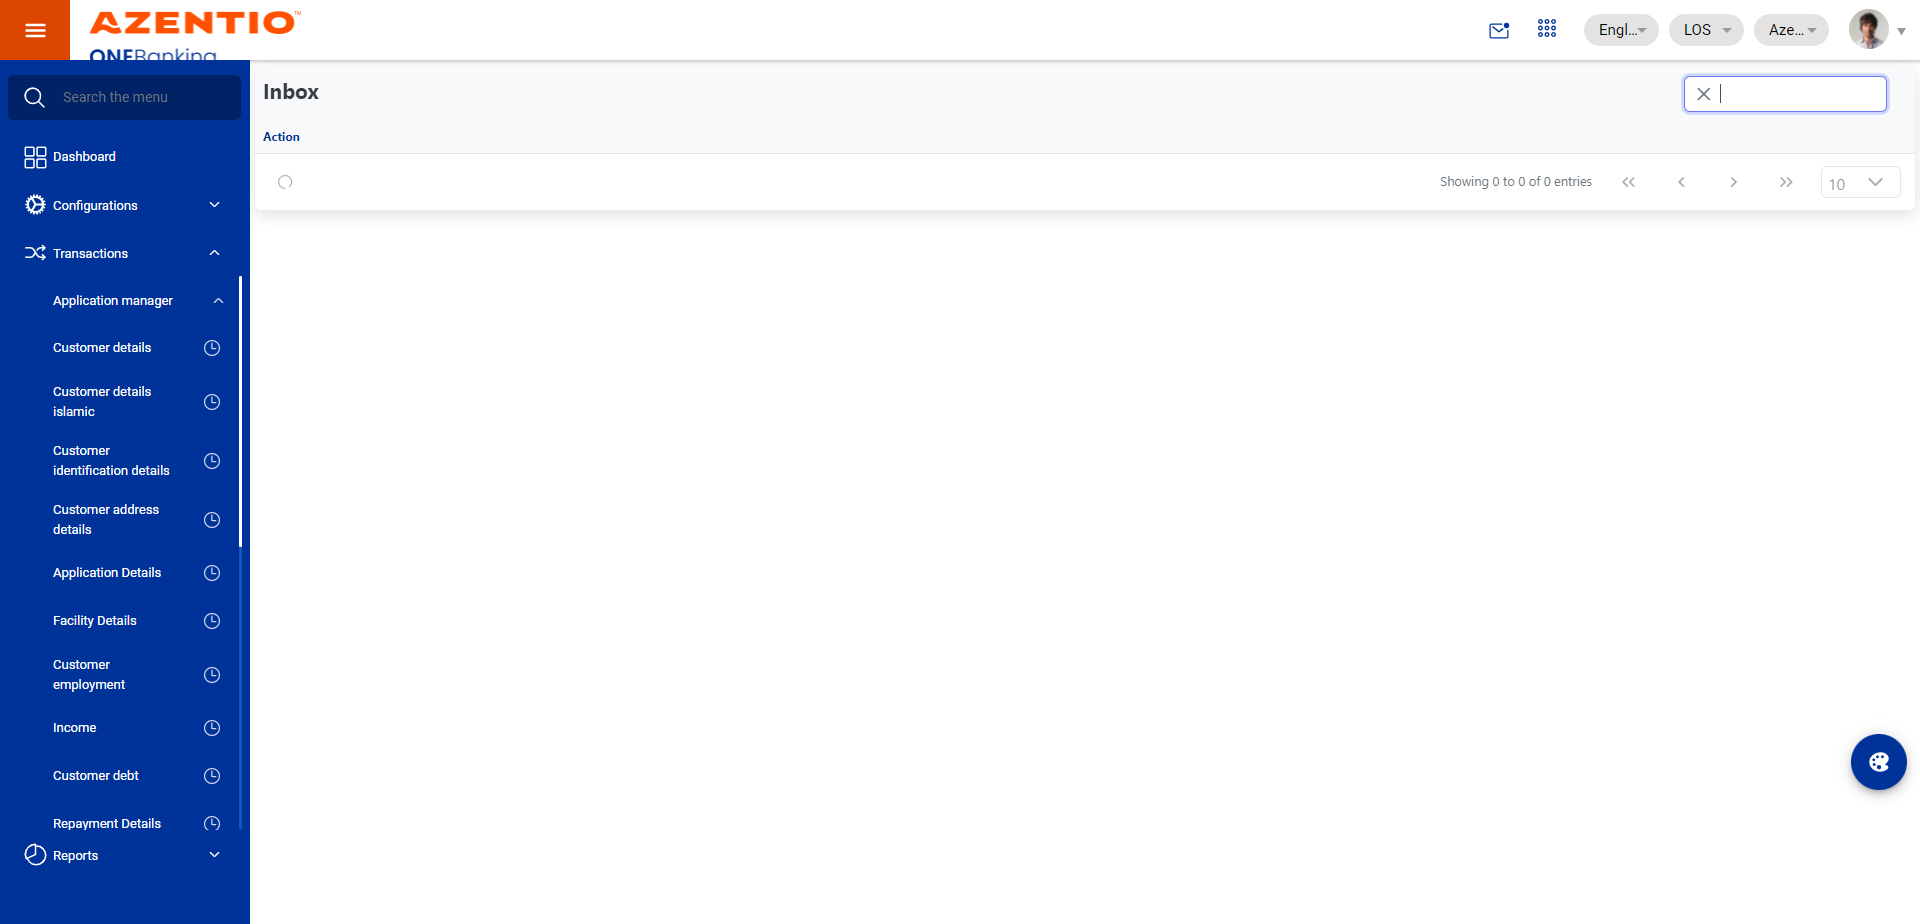 AZENTIO™
ONEBanking
Engl...
LOS
Aze...
Search the menu
Dashboard
Configurations
Transactions
Application manager
Customer details
Customer details
islamic
Customer
identification details
Customer address
details
Application Details
Facility Details
Customer
employment
Income
Customer debt
Repayment Details
Reports
Inbox
Action
Showing 0 to 0 of 0 entries
10